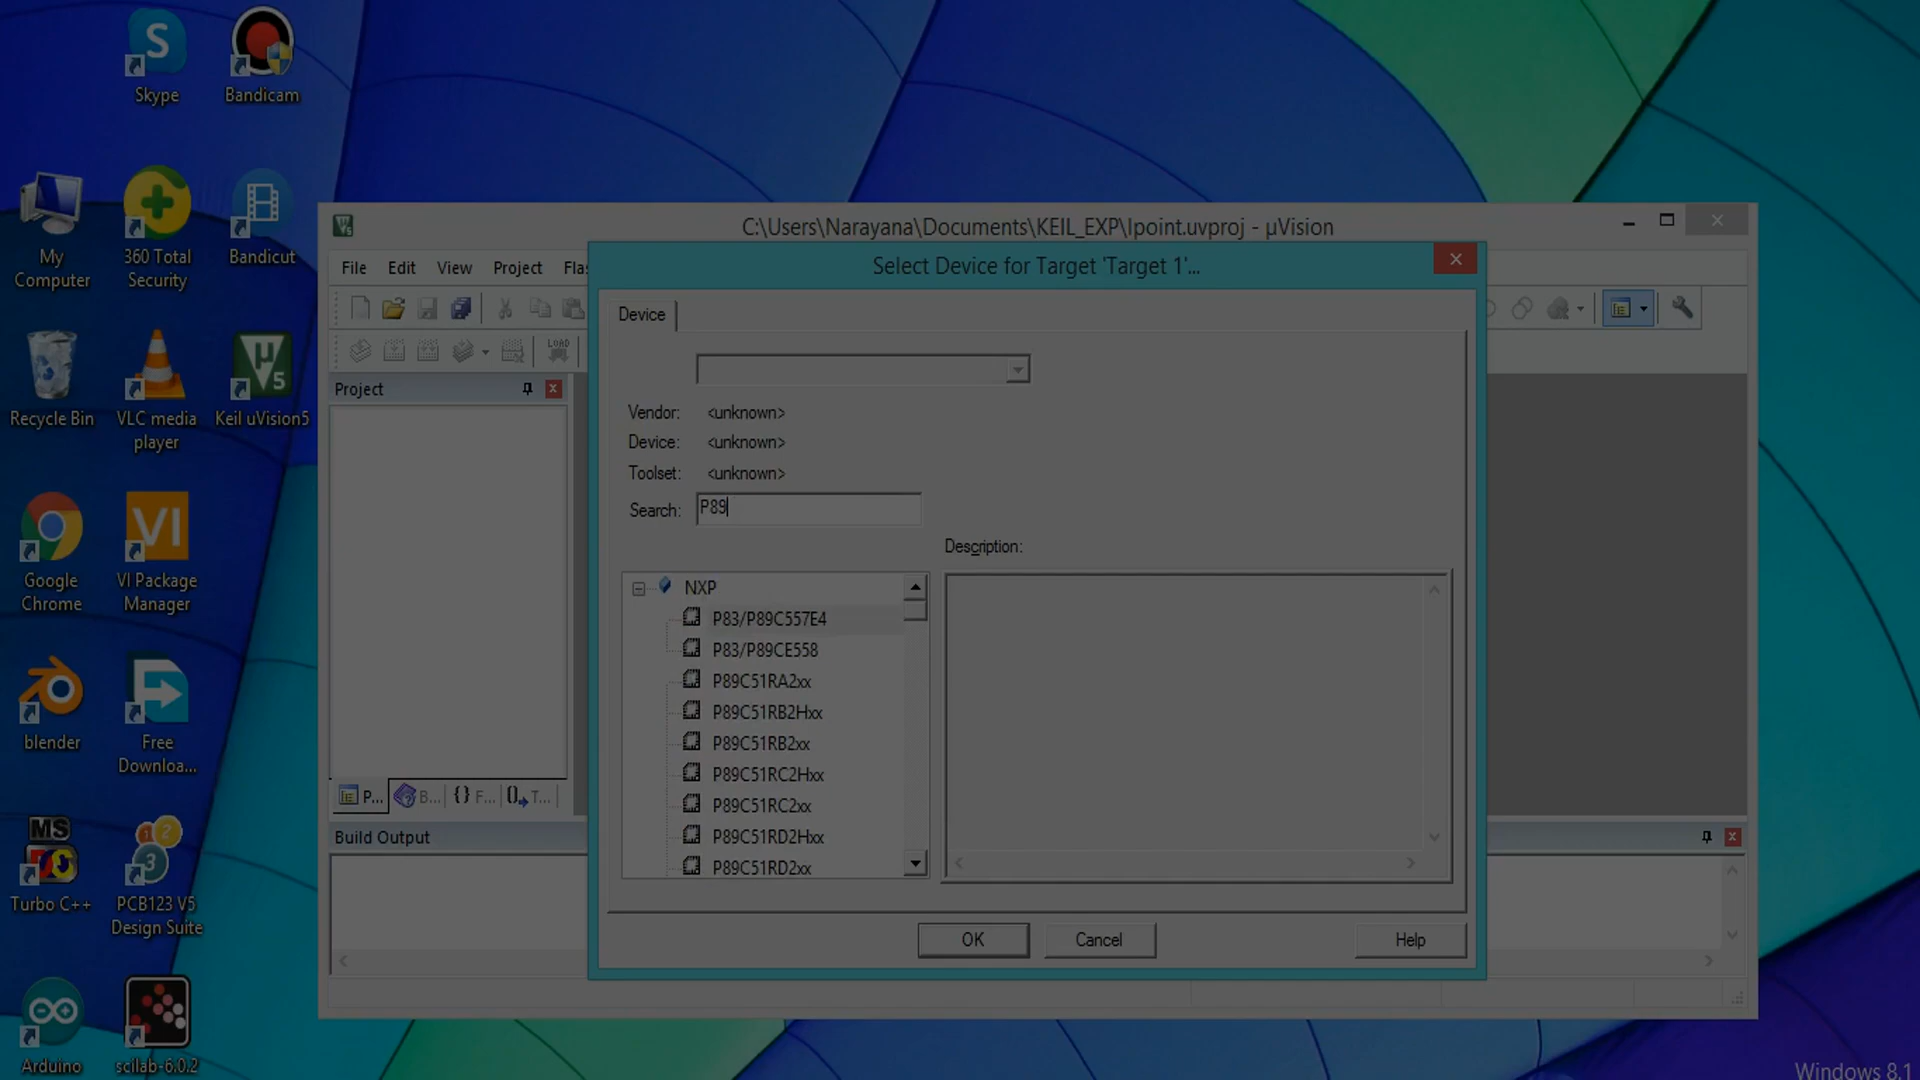 Skype
Bandicam
My
Computer
360 Total
Security
Bandicut
Recycle Bin
VLC media
player
Keil uVision5
Google
Chrome
VI
VI Package
Manager
blender
Free
Downloa...
MS
Turbo C++
PCB123 V5
Design Suite
Arduino
scilab-6.0.2
C:\Users\Narayana\Documents\KEIL_EXP\Ipoint.uvproj - µVision
File Edit View Project Flas
LOAD
Project
P... B... {} F... T...
Build Output
Select Device for Target 'Target 1'...
Device
Vendor: <unknown>
Device: <unknown>
Toolset: <unknown>
Search: P89
Description:
NXP
P83/P89C557E4
P83/P89CE558
P89C51RA2xx
P89C51RB2Hxx
P89C51RB2xx
P89C51RC2Hxx
P89C51RC2xx
P89C51RD2Hxx
P89C51RD2xx
OK Cancel Help
Windows 8.1